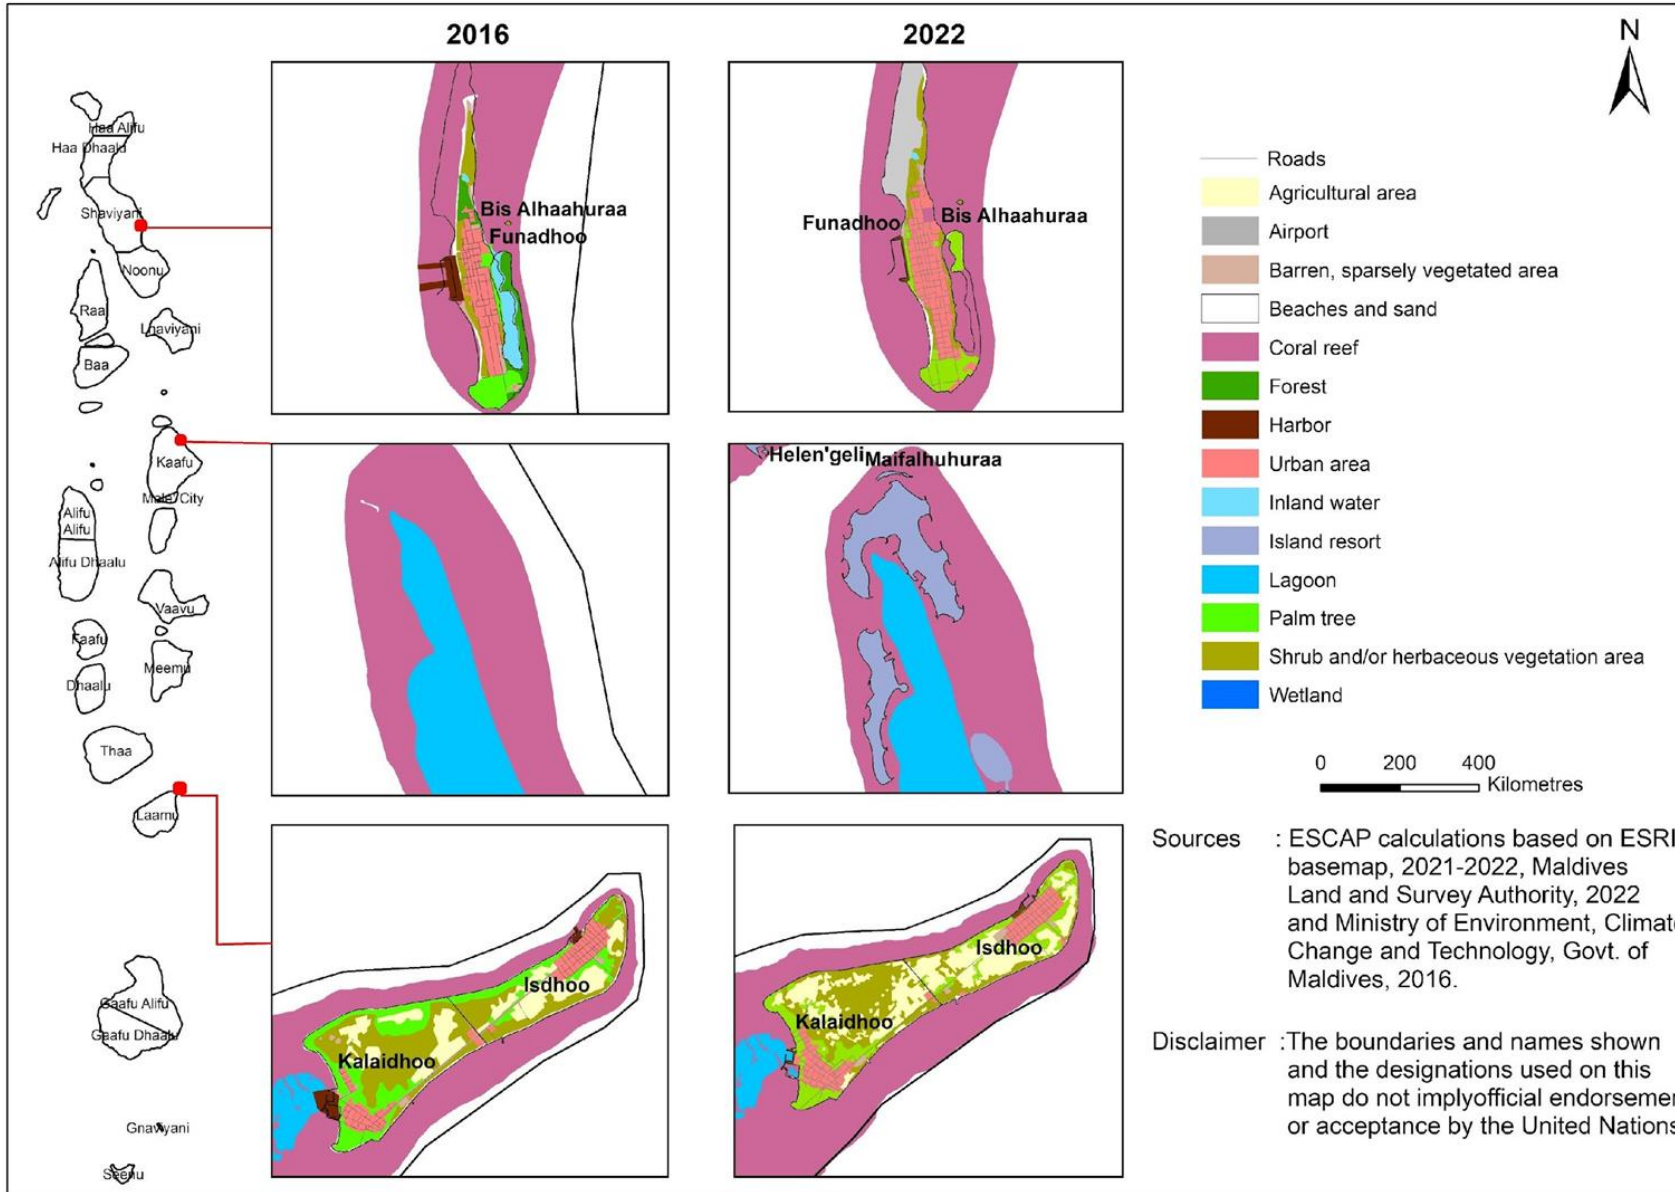 2016
2022
N
Haa Alifu
Haa Dhaalu
Shaviyani
Noonu
Raa
Lhaviyani
Baa
Kaafu
Male' City
Alifu
Alifu
Alifu Dhaalu
Vaavu
Faafu
Meemu
Dhaalu
Thaa
Laamu
Gaafu Alifu
Gaafu Dhaalu
Gnaviyani
Seenu
Bis Alhaahuraa
Funadhoo
Funadhoo
Bis Alhaahuraa
Helen'geli
Maifalhuhuraa
Isdhoo
Kalaidhoo
Isdhoo
Kalaidhoo
Roads
Agricultural area
Airport
Barren, sparsely vegetated area
Beaches and sand
Coral reef
Forest
Harbor
Urban area
Inland water
Island resort
Lagoon
Palm tree
Shrub and/or herbaceous vegetation area
Wetland
0 200 400
Kilometres
Sources : ESCAP calculations based on ESRI
basemap, 2021-2022, Maldives
Land and Survey Authority, 2022
and Ministry of Environment, Climat
Change and Technology, Govt. of
Maldives, 2016.
Disclaimer :The boundaries and names shown
and the designations used on this
map do not implyofficial endorsemen
or acceptance by the United Nations